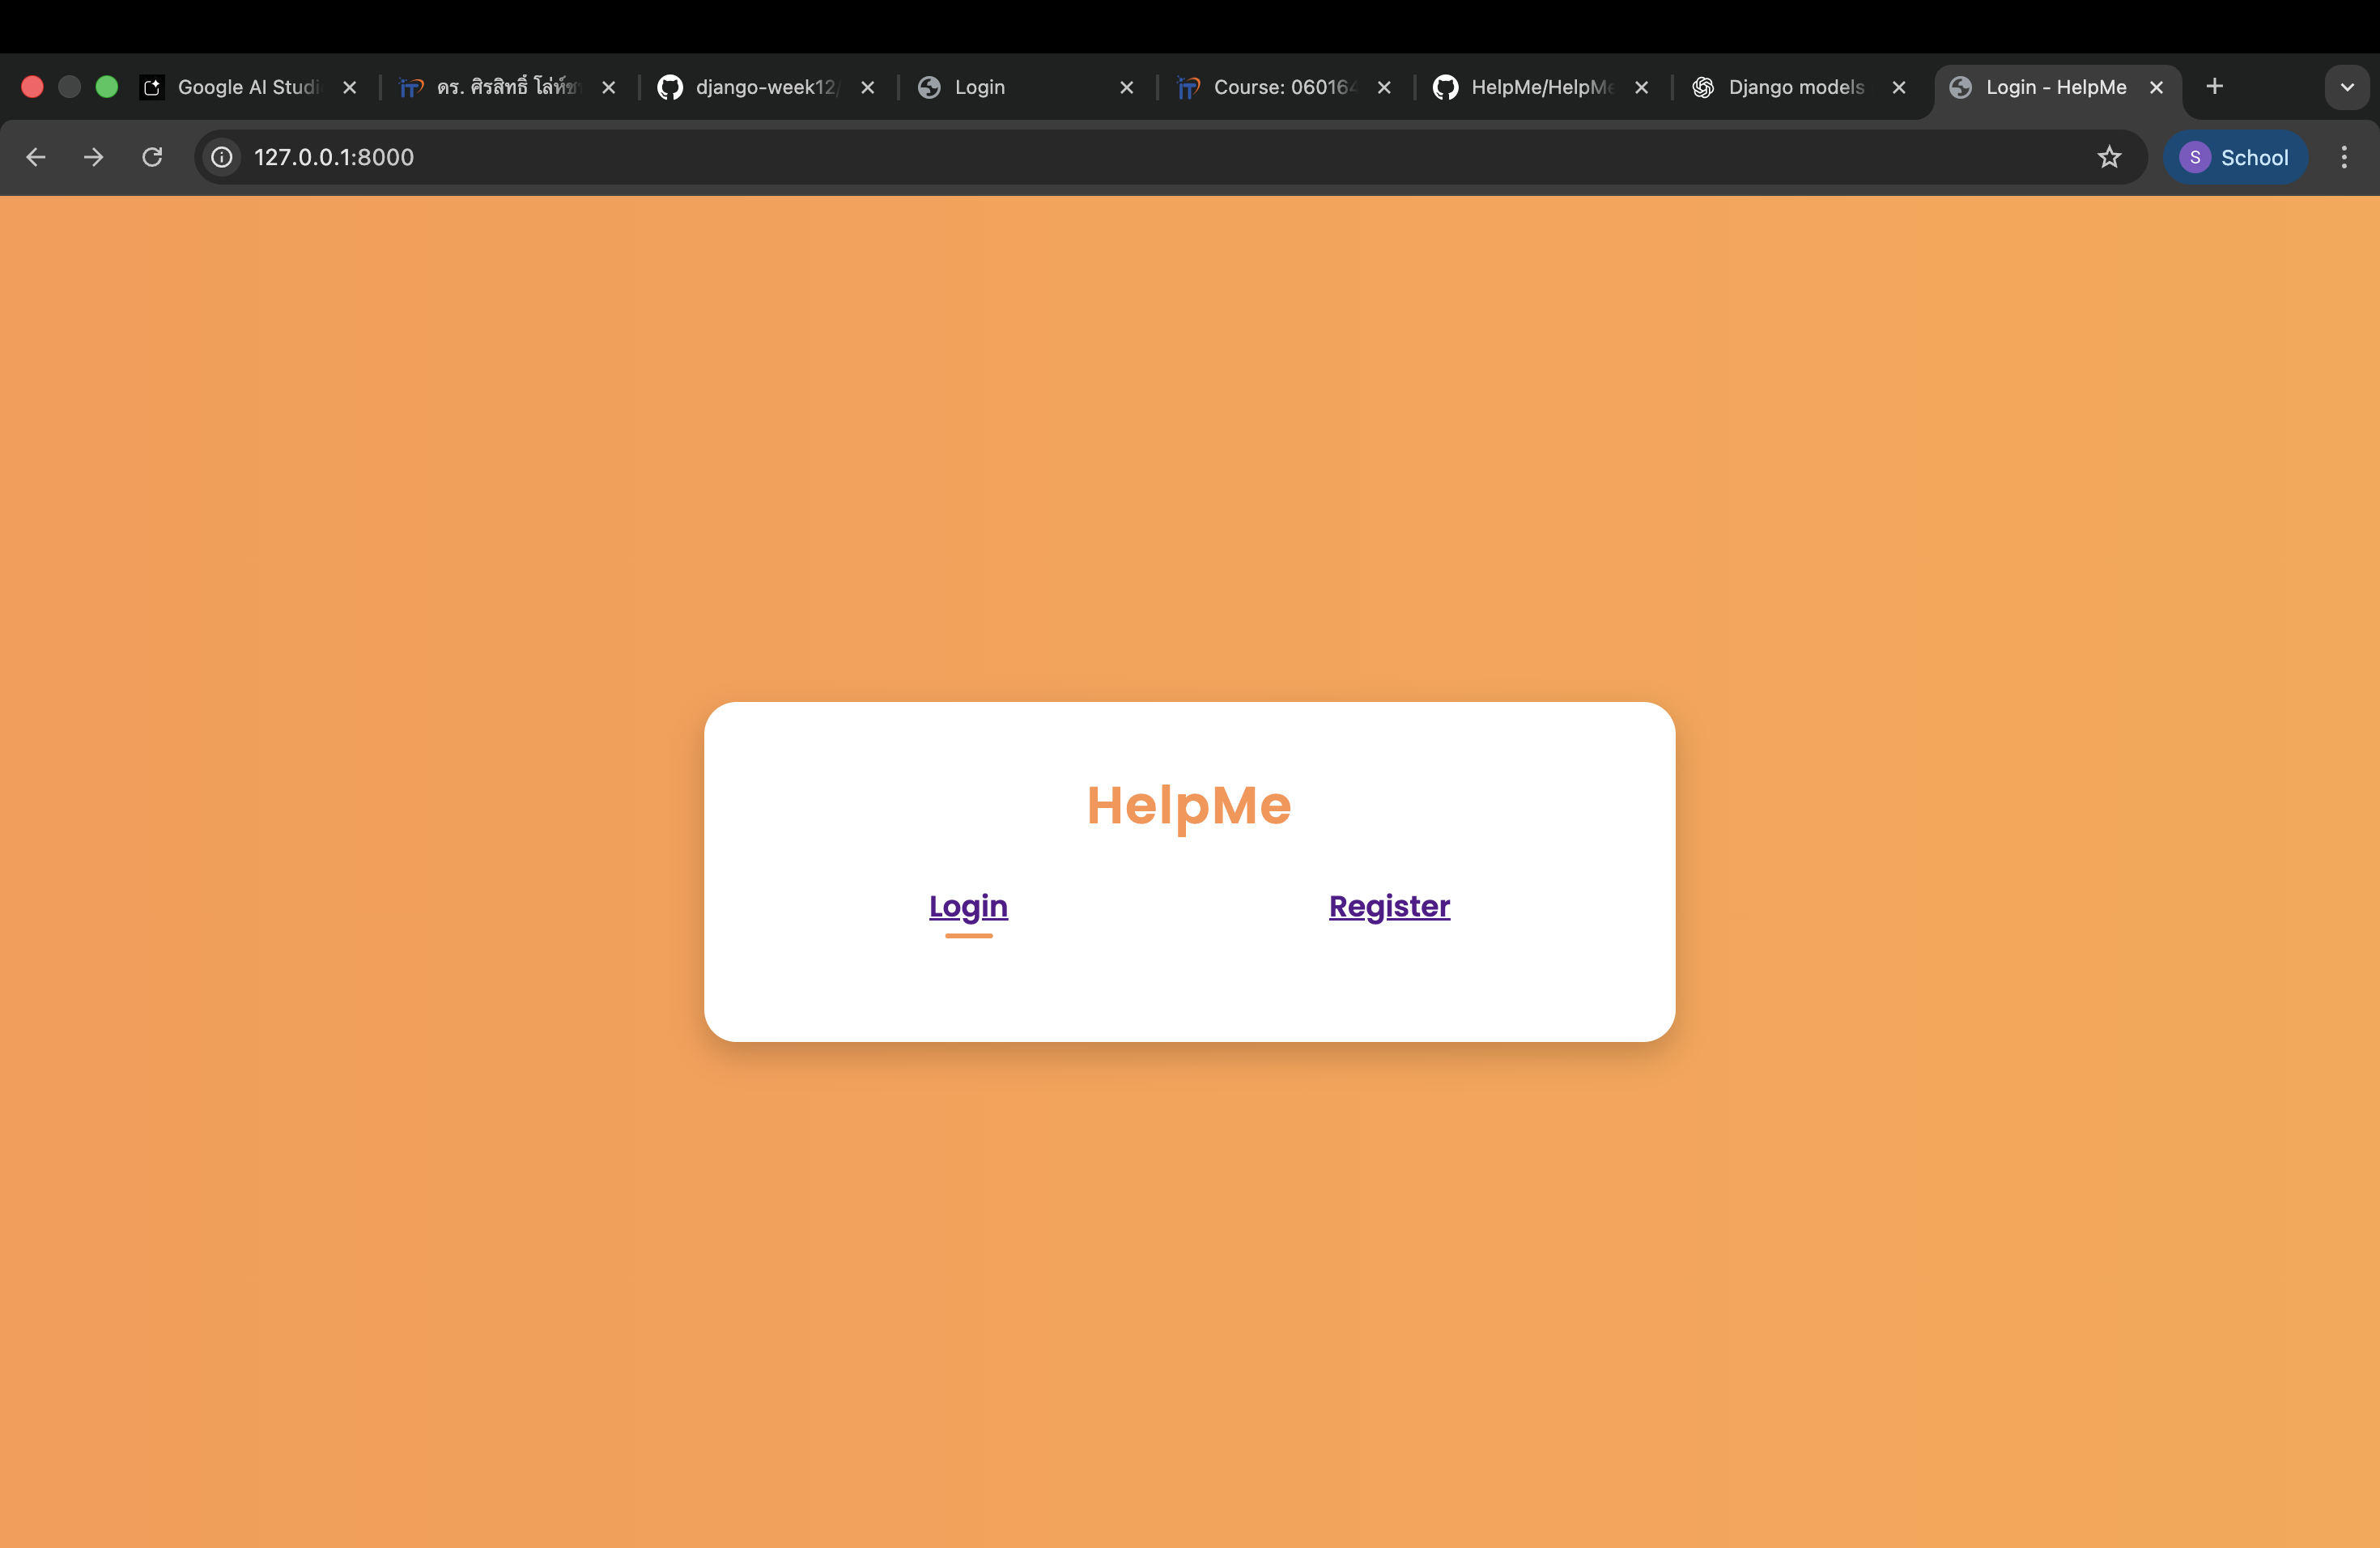 Google AI Studi
ดร. ศิรสิทธิ์ โล่ห์ช
django-week12/
Login
Course: 06016
HelpMe/HelpMe
Django models
Login - HelpMe
127.0.0.1:8000
S
School
HelpMe
Login
Register